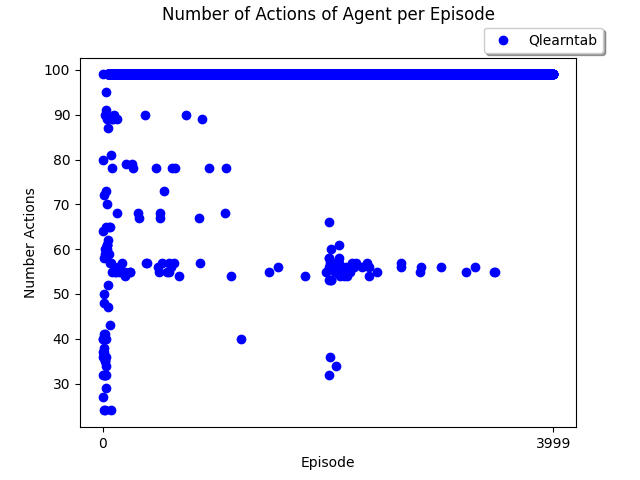 Number of Actions of Agent per Episode
Qlearntab
100
90
80
70
60
50
40
30
Number Actions
0
3999
Episode